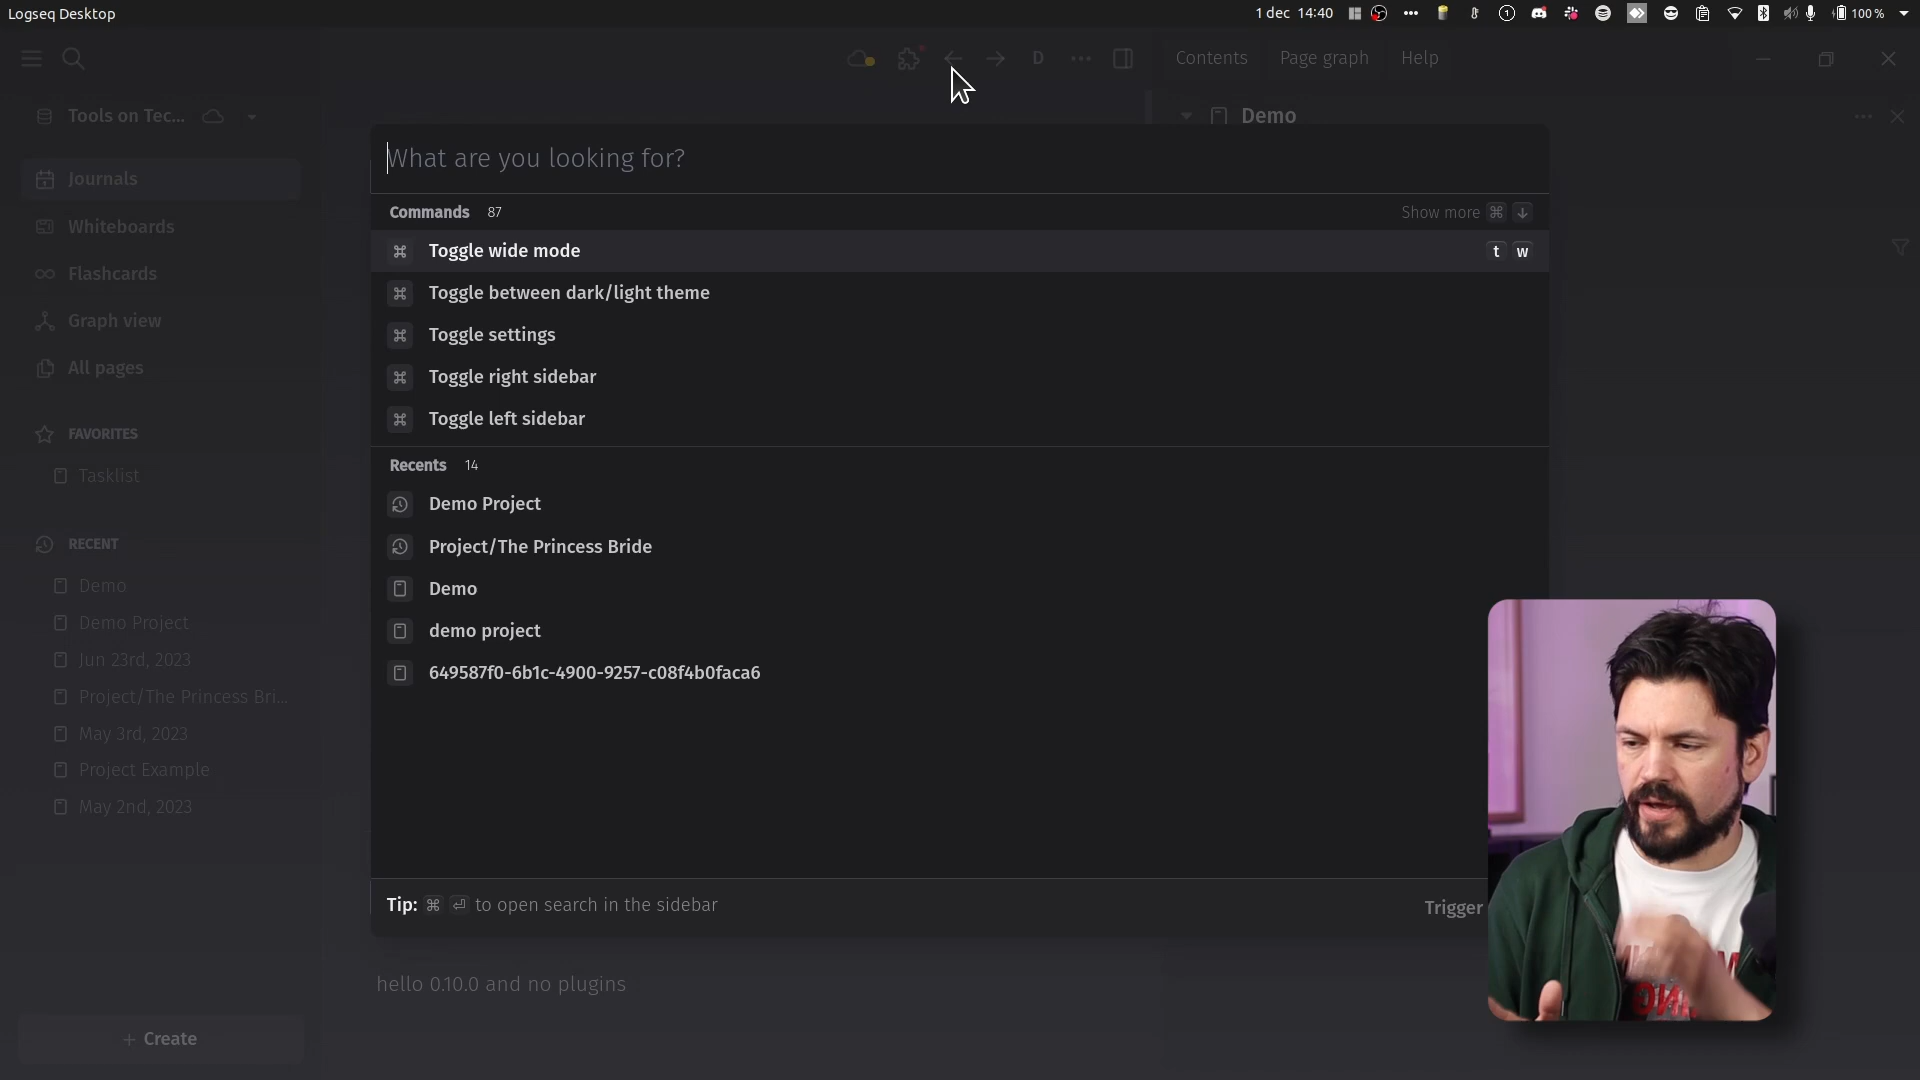 Logseq Desktop
1 dec 14:40
100 %
D
Contents
Page graph
Help
Tools on Tec...
Demo
What are you looking for?
Journals
Commands 87
Show more ⌘ ↓
Whiteboards
Toggle wide mode
t w
Flashcards
Toggle between dark/light theme
Graph view
Toggle settings
All pages
Toggle right sidebar
Toggle left sidebar
FAVORITES
Recents 14
Tasklist
Demo Project
RECENT
Project/The Princess Bride
Demo
Demo
Demo Project
demo project
Jun 23rd, 2023
649587f0-6b1c-4900-9257-c08f4b0faca6
Project/The Princess Bri...
May 3rd, 2023
Project Example
May 2nd, 2023
Tip: ⌘ ⏎ to open search in the sidebar
Trigger
hello 0.10.0 and no plugins
+ Create